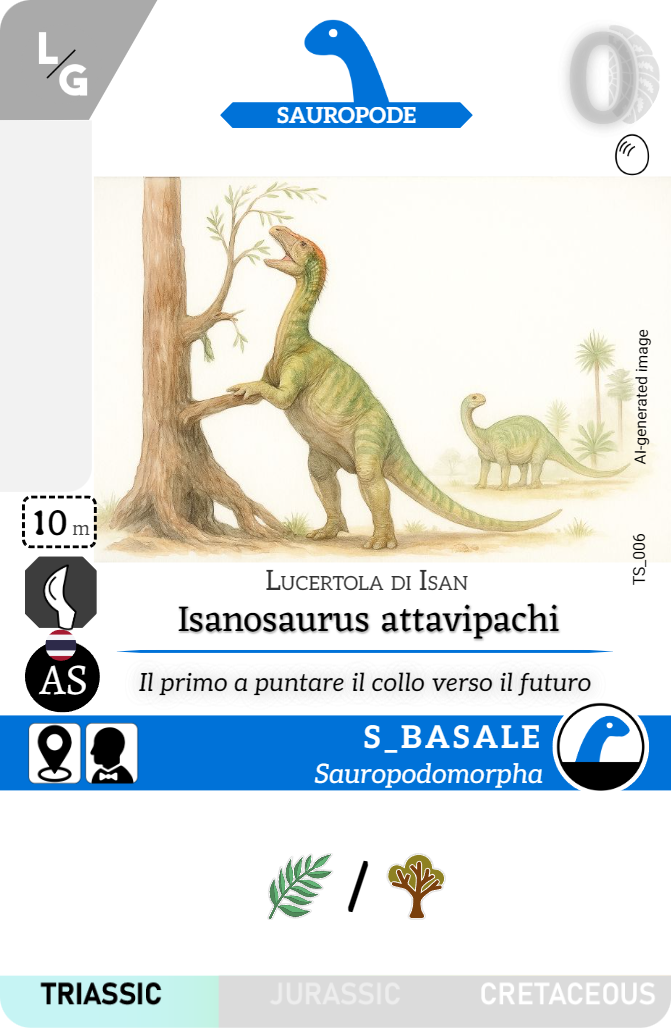 L/G
SAUROPODE
0
AI-generated image
TS_006
10 m
LUCERTOLA DI ISAN
Isanosaurus attavipachi
AS
Il primo a puntare il collo verso il futuro
S_BASALE
Sauropodomorpha
/
TRIASSIC JURASSIC CRETACEOUS